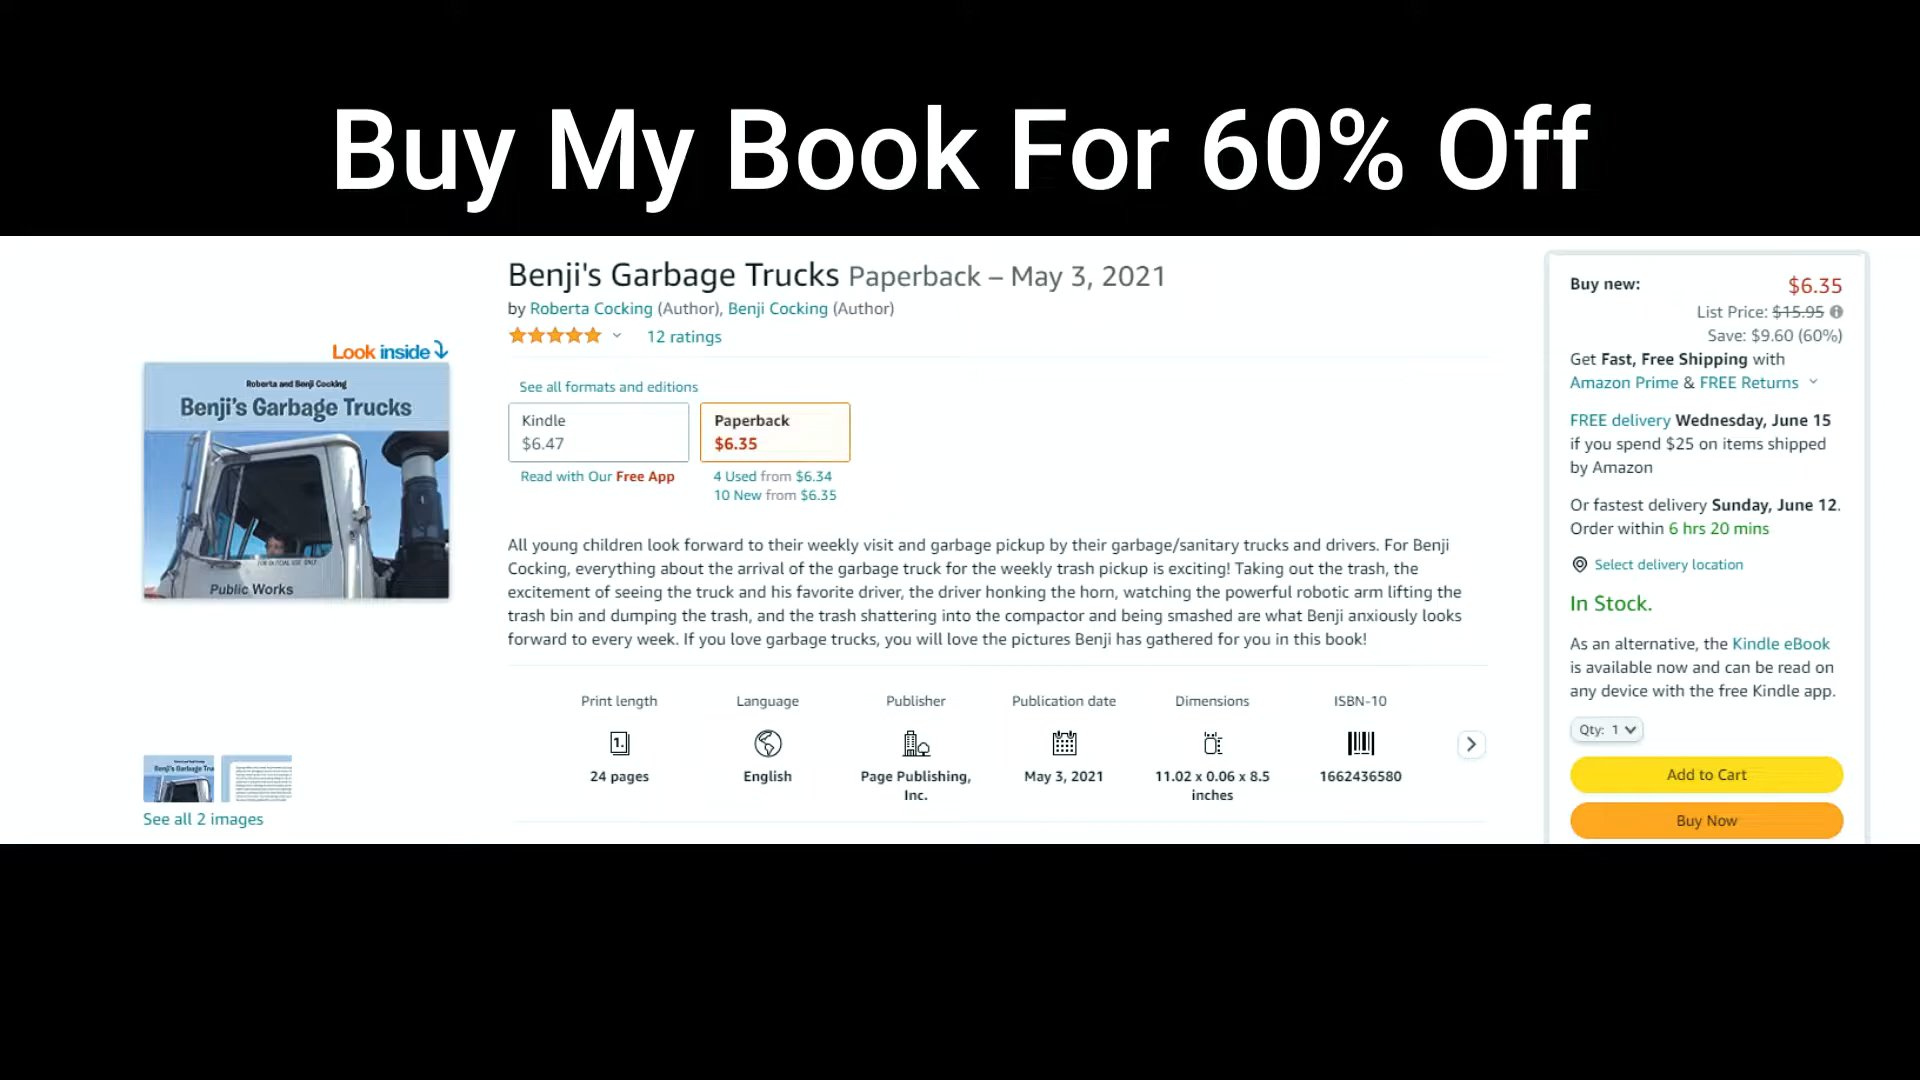 Buy My Book For 60% Off
Benji's Garbage Trucks Paperback – May 3, 2021
by Roberta Cocking (Author), Benji Cocking (Author)
12 ratings
Look inside
Roberta and Benji Cocking
Benji's Garbage Trucks
FOR OFFICIAL USE ONLY
Public Works
See all 2 images
See all formats and editions
Kindle
$6.47
Read with Our Free App
Paperback
$6.35
4 Used from $6.34
10 New from $6.35
All young children look forward to their weekly visit and garbage pickup by their garbage/sanitary trucks and drivers. For Benji
Cocking, everything about the arrival of the garbage truck for the weekly trash pickup is exciting! Taking out the trash, the
excitement of seeing the truck and his favorite driver, the driver honking the horn, watching the powerful robotic arm lifting the
trash bin and dumping the trash, and the trash shattering into the compactor and being smashed are what Benji anxiously looks
forward to every week. If you love garbage trucks, you will love the pictures Benji has gathered for you in this book!
Print length
1.
24 pages
Language
English
Publisher
Page Publishing,
Inc.
Publication date
May 3, 2021
Dimensions
11.02 x 0.06 x 8.5
inches
ISBN-10
1662436580
Buy new:
$6.35
List Price: $15.95
Save: $9.60 (60%)
Get Fast, Free Shipping with
Amazon Prime & FREE Returns
FREE delivery Wednesday, June 15
if you spend $25 on items shipped
by Amazon
Or fastest delivery Sunday, June 12.
Order within 6 hrs 20 mins
Select delivery location
In Stock.
As an alternative, the Kindle eBook
is available now and can be read on
any device with the free Kindle app.
Qty: 1
Add to Cart
Buy Now